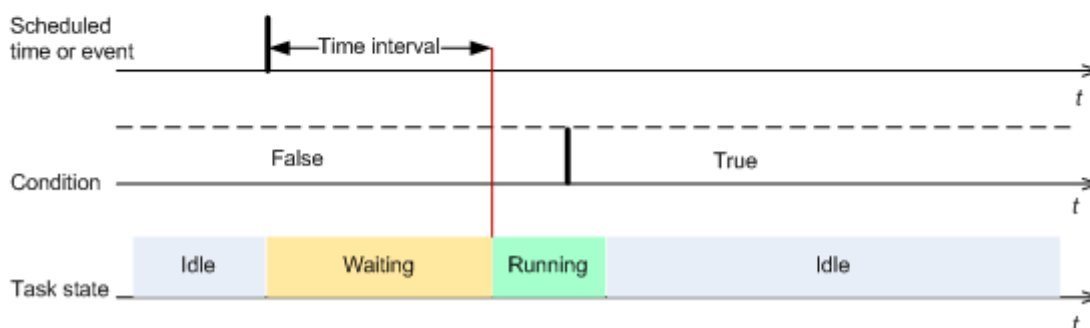 Scheduled
time or event
Time interval
t
False
True
Condition
t
Idle
Waiting
Running
Idle
Task state
t